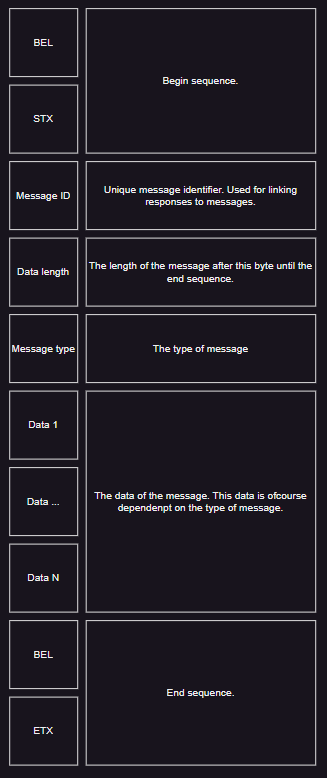 BEL
Begin sequence.
STX
Message ID
Unique message identifier. Used for linking
responses to messages.
Data length
The length of the message after this byte until the
end sequence.
Message type
The type of message
Data 1
Data ...
The data of the message. This data is ofcourse
dependenpt on the type of message.
Data N
BEL
End sequence.
ETX